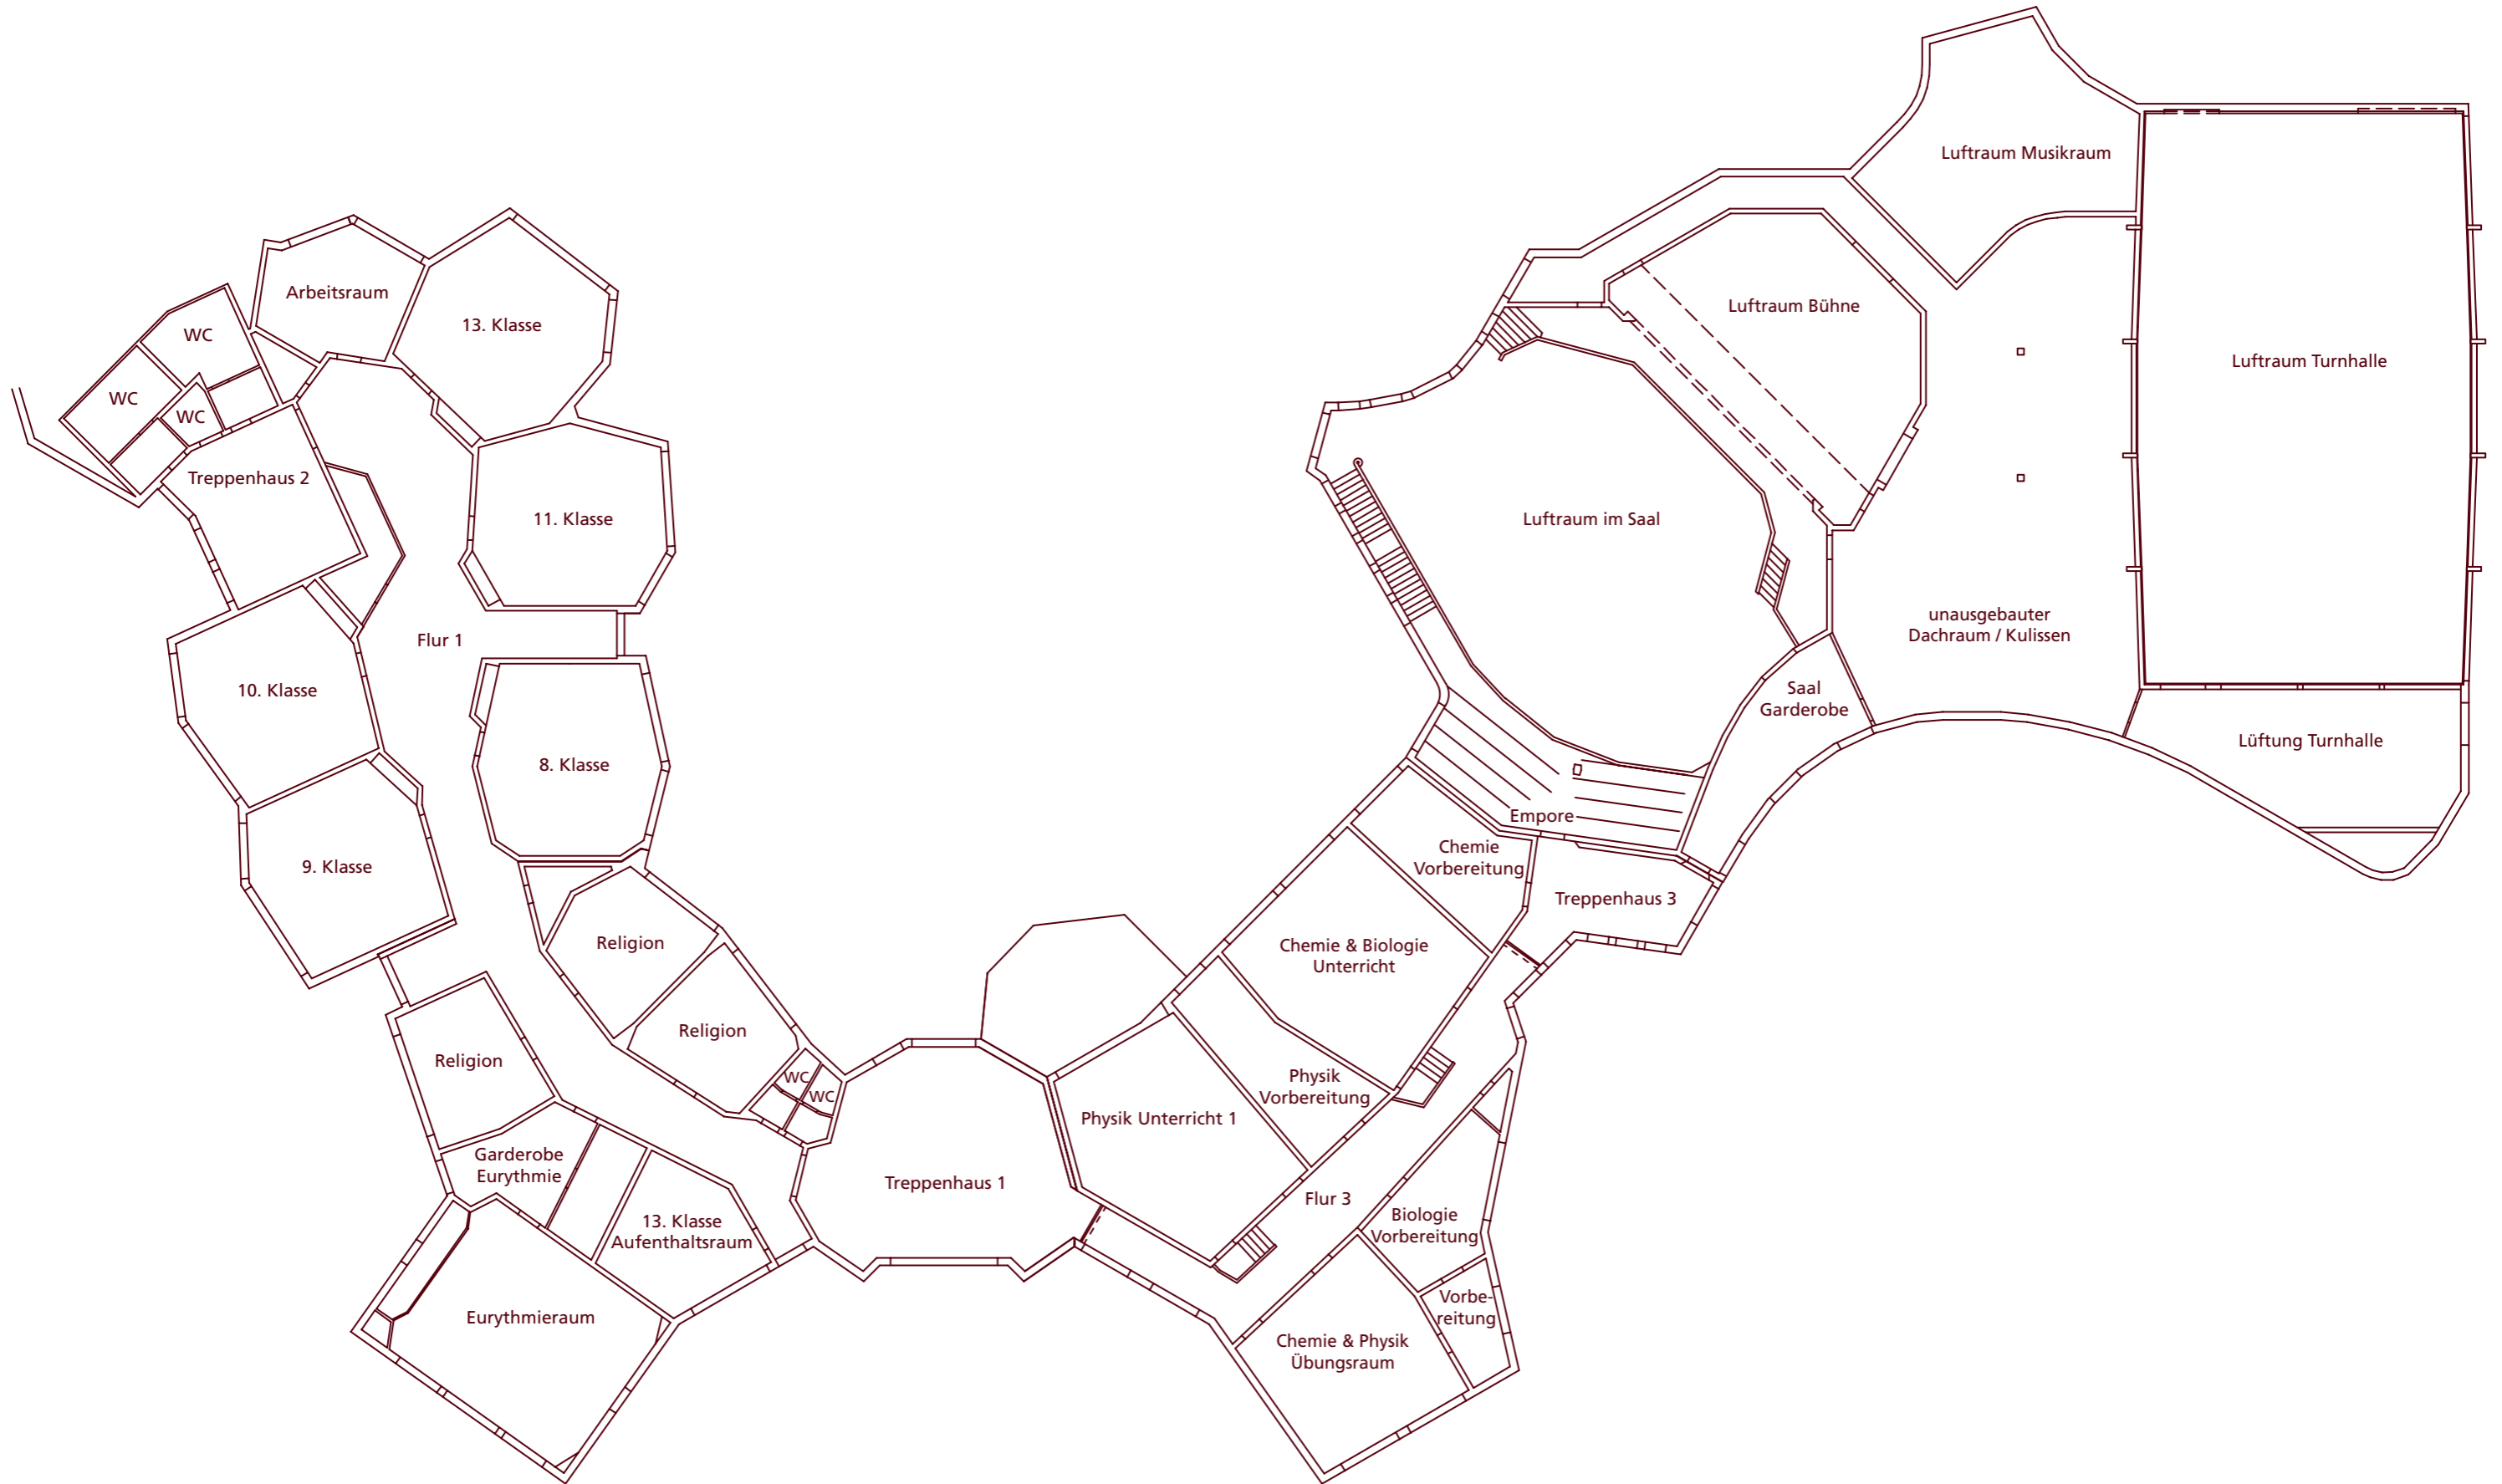 Luftraum Musikraum
Arbeitsraum
13. Klasse
Luftraum Bühne
WC
WC
WC
Luftraum Turnhalle
Treppenhaus 2
11. Klasse
Luftraum im Saal
unausgebauter
Dachraum / Kulissen
Flur 1
10. Klasse
Saal
Garderobe
Lüftung Turnhalle
8. Klasse
Empore
9. Klasse
Chemie
Vorbereitung
Treppenhaus 3
Religion
Chemie & Biologie
Unterricht
Religion
Religion
WC
WC
Physik
Vorbereitung
Physik Unterricht 1
Garderobe
Eurythmie
Treppenhaus 1
Flur 3
13. Klasse
Aufenthaltsraum
Biologie
Vorbereitung
Eurythmieraum
Vorbe-
reitung
Chemie & Physik
Übungsraum